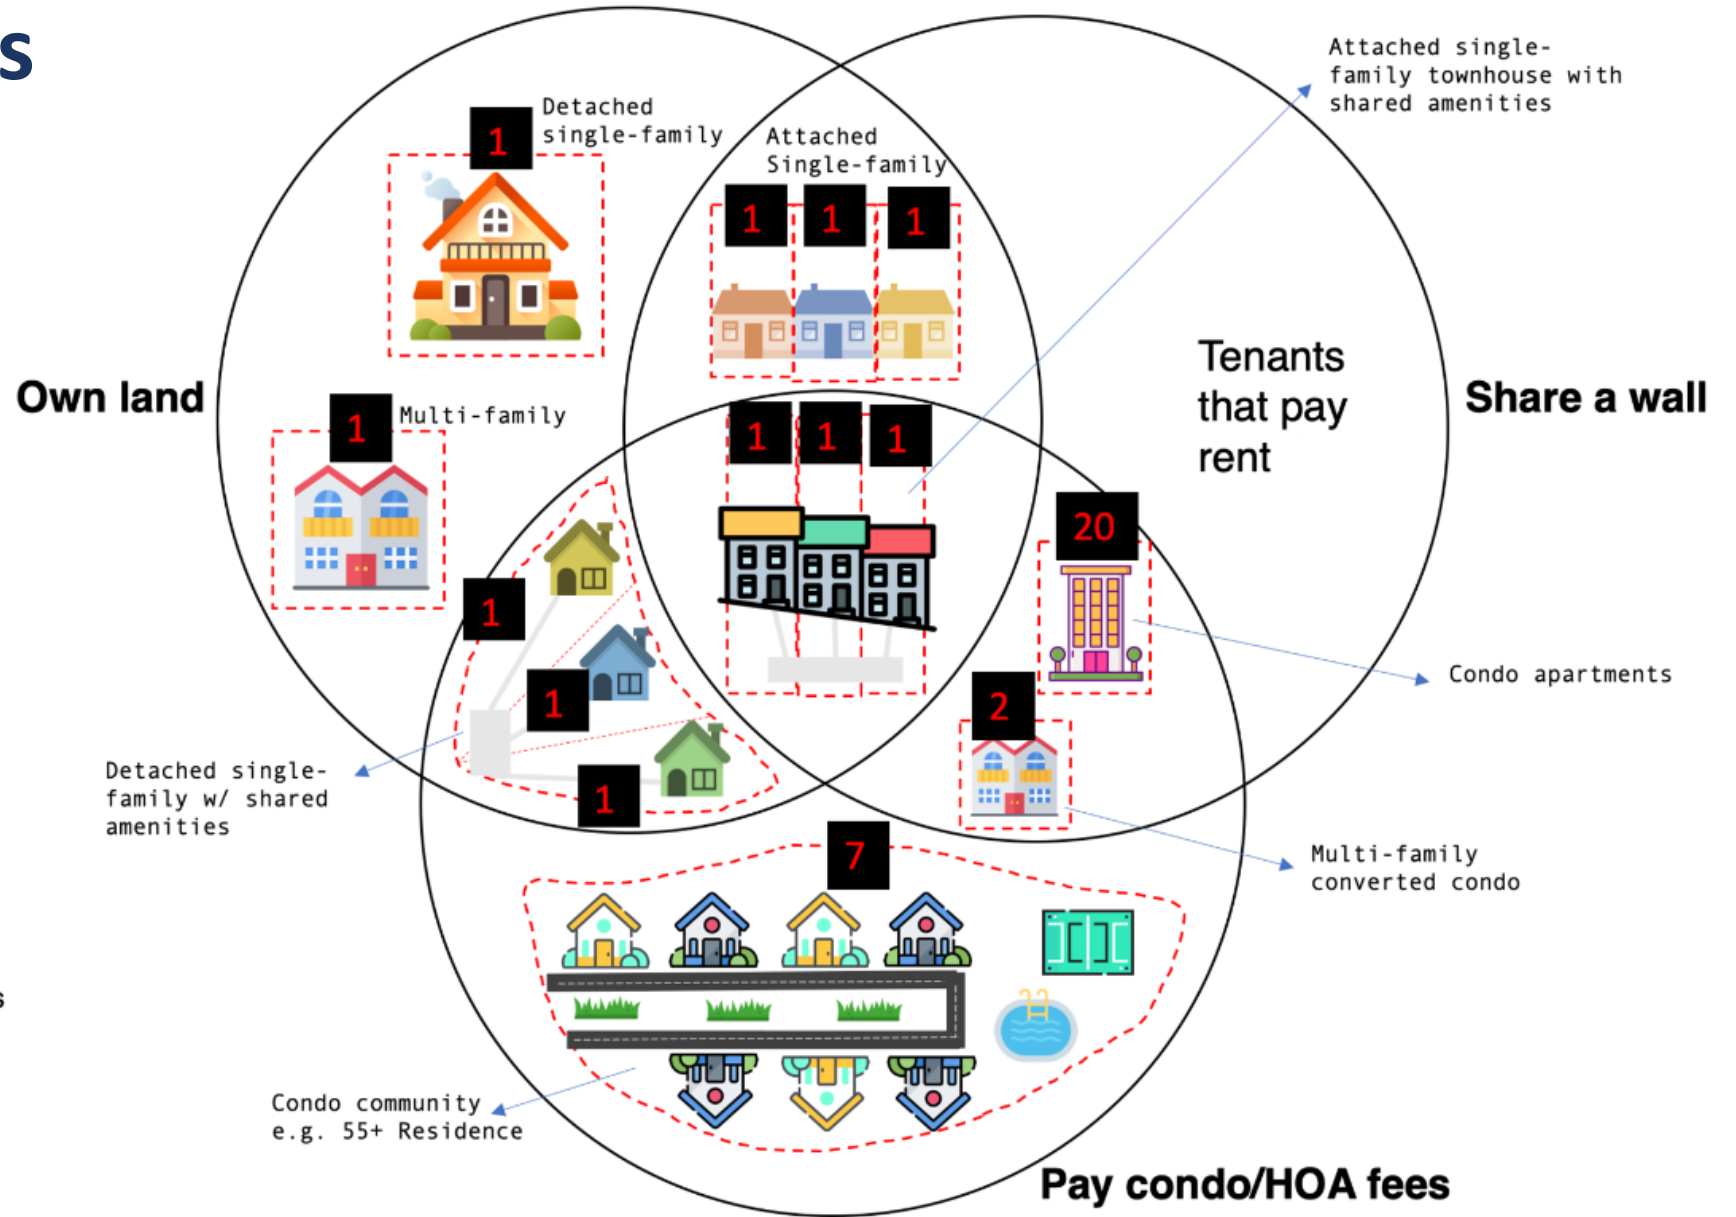 s
Attached single-
family townhouse with
shared amenities
Detached
single-family
1
Attached
Single-family
1 1 1
Own land
Share a wall
Tenants
that pay
rent
1
Multi-family
1 1 1
20
1
Condo apartments
1
2
Detached single-
family w/ shared
amenities
1
7
Multi-family
converted condo
s
Condo community
e.g. 55+ Residence
Pay condo/HOA fees